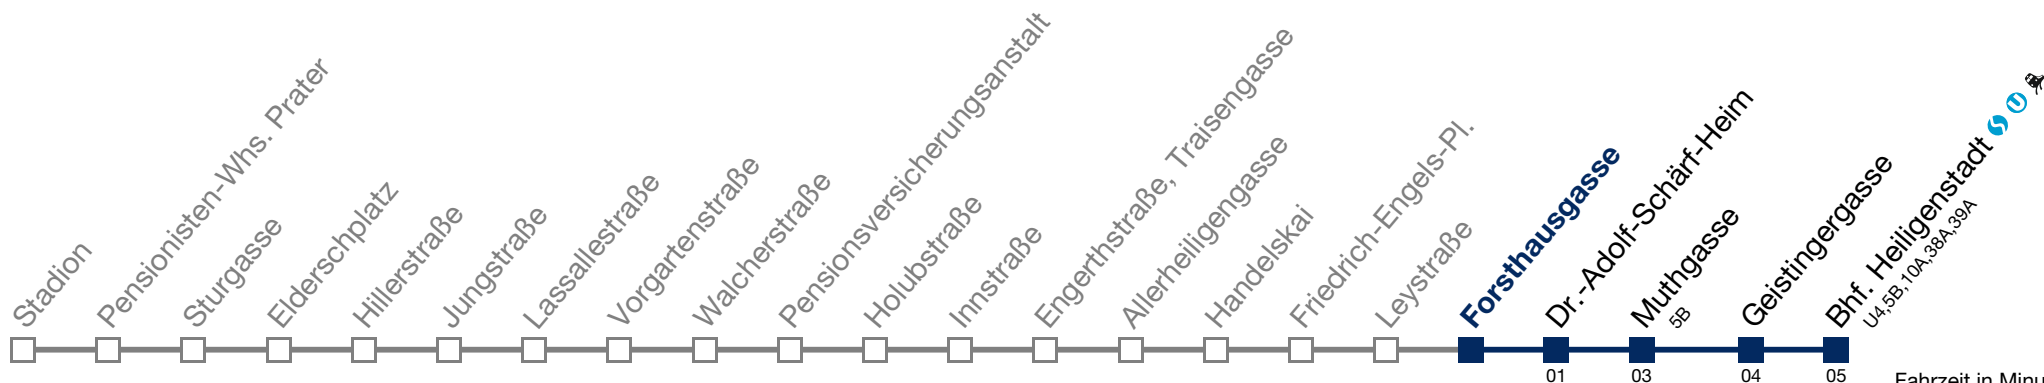 Stadion
Pensionisten-Whs. Prater
Sturgasse
Elderschplatz
Hillerstraße
Jungstraße
Lassallestraße
Vorgartenstraße
Walcherstraße
Pensionsversicherungsanstalt
Holubstraße
Innstraße
Engerthstraße, Traisengasse
Allerheiligengasse
Handelskai
Friedrich-Engels-Pl.
Leystraße
Forsthausgasse
Dr.-Adolf-Schärf-Heim
01
Muthgasse
5B
03
Geistingergasse
04
Bhf. Heiligenstadt S U
U4,5B,10A,38A,39A
05
Fahrzeit in Minu